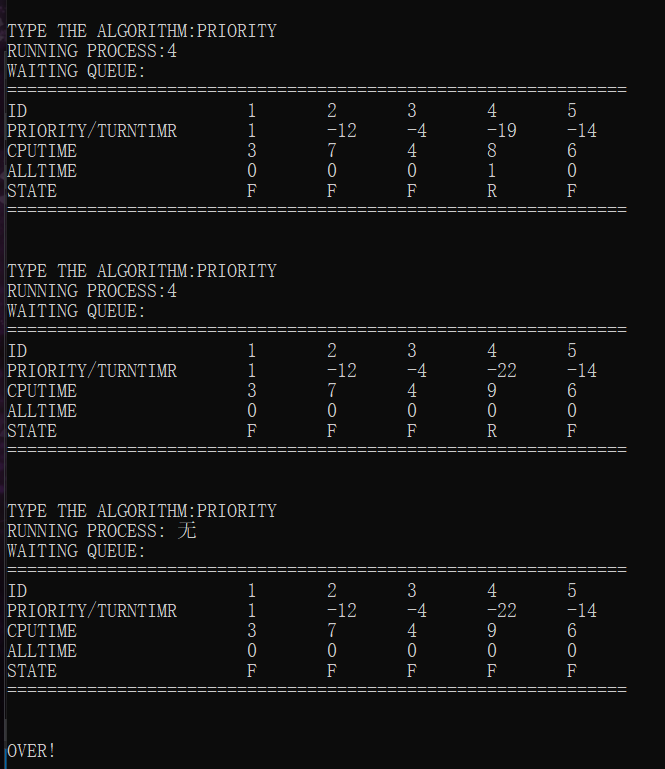 TYPE THE ALGORITHM:PRIORITY
RUNNING PROCESS:4
WAITING QUEUE:
==============================================================
ID 1 2 3 4 5
PRIORITY/TURNTIMR 1 -12 -4 -19 -14
CPUTIME 3 7 4 8 6
ALLTIME 0 0 0 1 0
STATE F F F R F
==============================================================
TYPE THE ALGORITHM:PRIORITY
RUNNING PROCESS:4
WAITING QUEUE:
==============================================================
ID 1 2 3 4 5
PRIORITY/TURNTIMR 1 -12 -4 -22 -14
CPUTIME 3 7 4 9 6
ALLTIME 0 0 0 0 0
STATE F F F R F
==============================================================
TYPE THE ALGORITHM:PRIORITY
RUNNING PROCESS: 无
WAITING QUEUE:
==============================================================
ID 1 2 3 4 5
PRIORITY/TURNTIMR 1 -12 -4 -22 -14
CPUTIME 3 7 4 9 6
ALLTIME 0 0 0 0 0
STATE F F F F F
==============================================================
OVER!